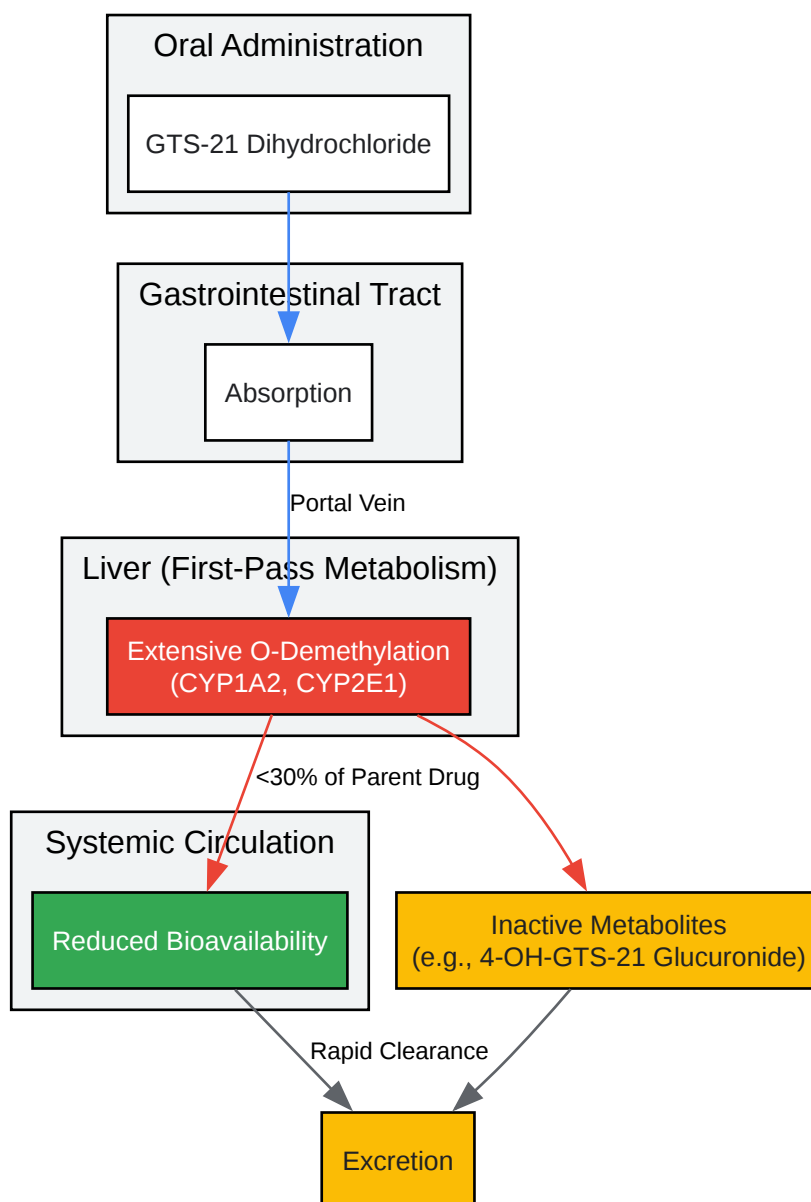 Oral Administration
GTS-21 Dihydrochloride
Gastrointestinal Tract
Absorption
Portal Vein
Liver (First-Pass Metabolism)
Extensive O-Demethylation
(CYP1A2, CYP2E1)
<30% of Parent Drug
Systemic Circulation
Reduced Bioavailability
Inactive Metabolites
(e.g., 4-OH-GTS-21 Glucuronide)
Rapid Clearance
Excretion